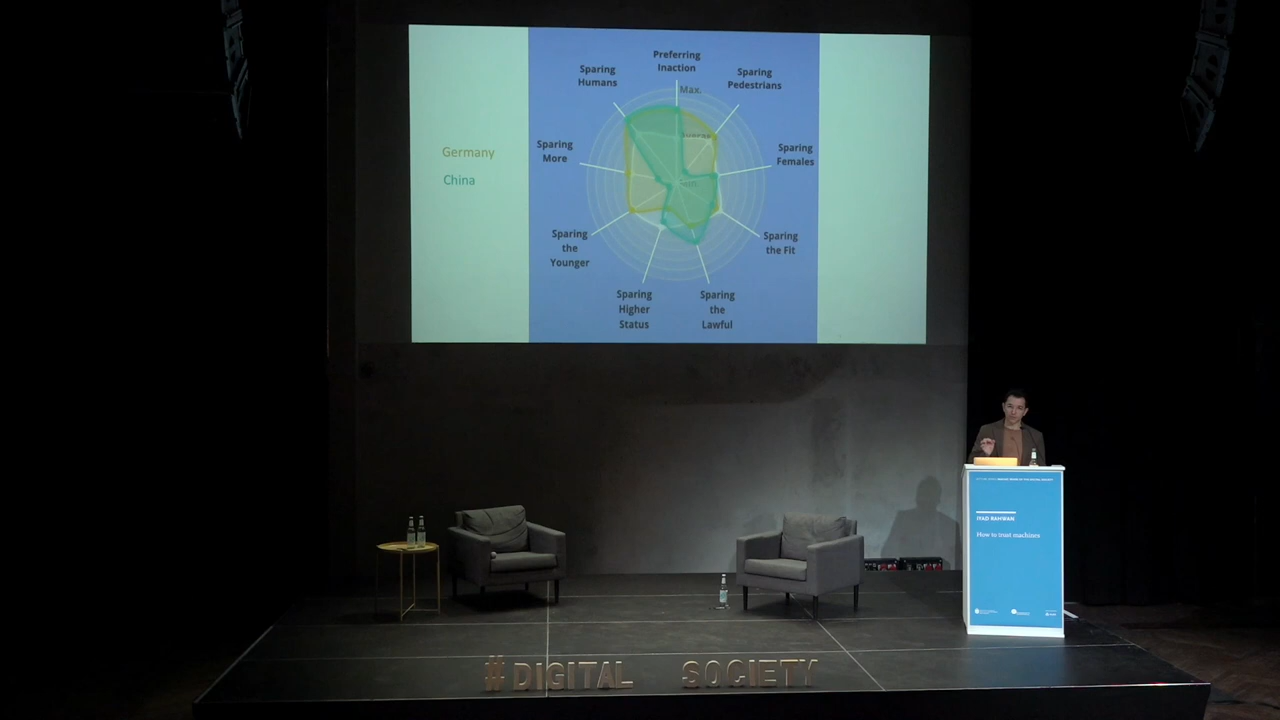 Preferring
Inaction
Sparing
Humans
Sparing
Pedestrians
Max.
Sparing
More
Sparing
Females
Germany
China
Sparing
the
Younger
Sparing
the Fit
Sparing
Higher
Status
Sparing
the
Lawful
IYAD RAHWAN
How to trust machines
#DIGITAL SOCIETY